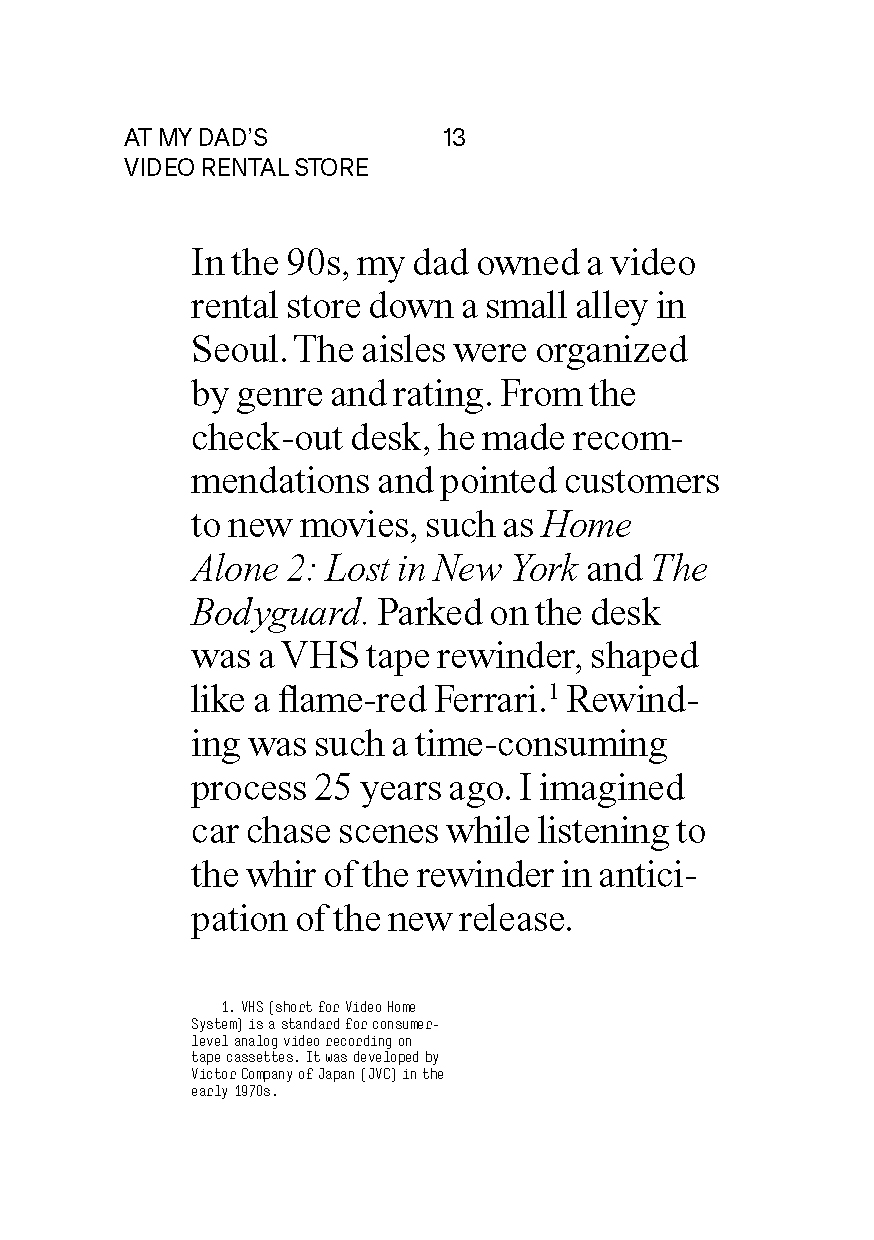 AT MY DAD’S 13
VIDEO RENTAL STORE
In the 90s, my dad owned a video
rental store down a small alley in
Seoul. The aisles were organized
by genre and rating. From the
check-out desk, he made recom-
mendations and pointed customers
to new movies, such as Home
Alone 2: Lost in New York and The
Bodyguard. Parked on the desk
was a VHS tape rewinder, shaped
like a flame-red Ferrari.¹ Rewind-
ing was such a time-consuming
process 25 years ago. I imagined
car chase scenes while listening to
the whir of the rewinder in antici-
pation of the new release.
1. VHS (short for Video Home
System) is a standard for consumer-
level analog video recording on
tape cassettes. It was developed by
Victor Company of Japan (JVC) in the
early 1970s.